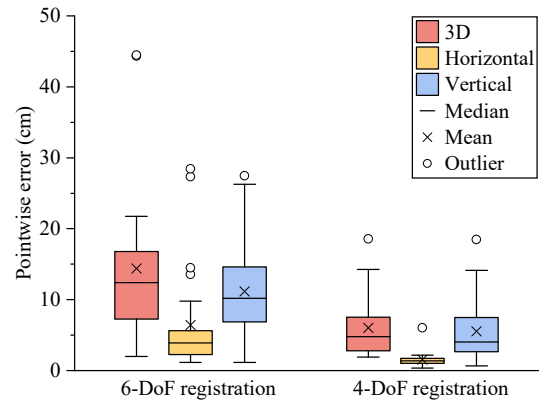 50
40
30
20
10
0
Pointwise error (cm)
3D
Horizontal
Vertical
Median
Mean
Outlier
6-DoF registration
4-DoF registration